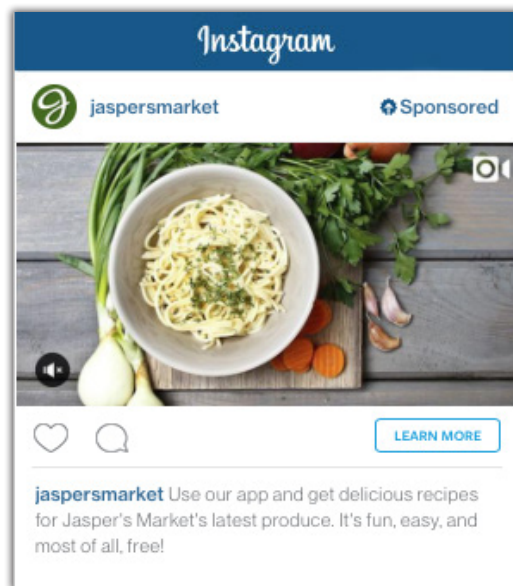 Instagram
jaspersmarket
Sponsored
LEARN MORE
jaspersmarket Use our app and get delicious recipes
for Jasper's Market's latest produce. It's fun, easy, and
most of all, free!